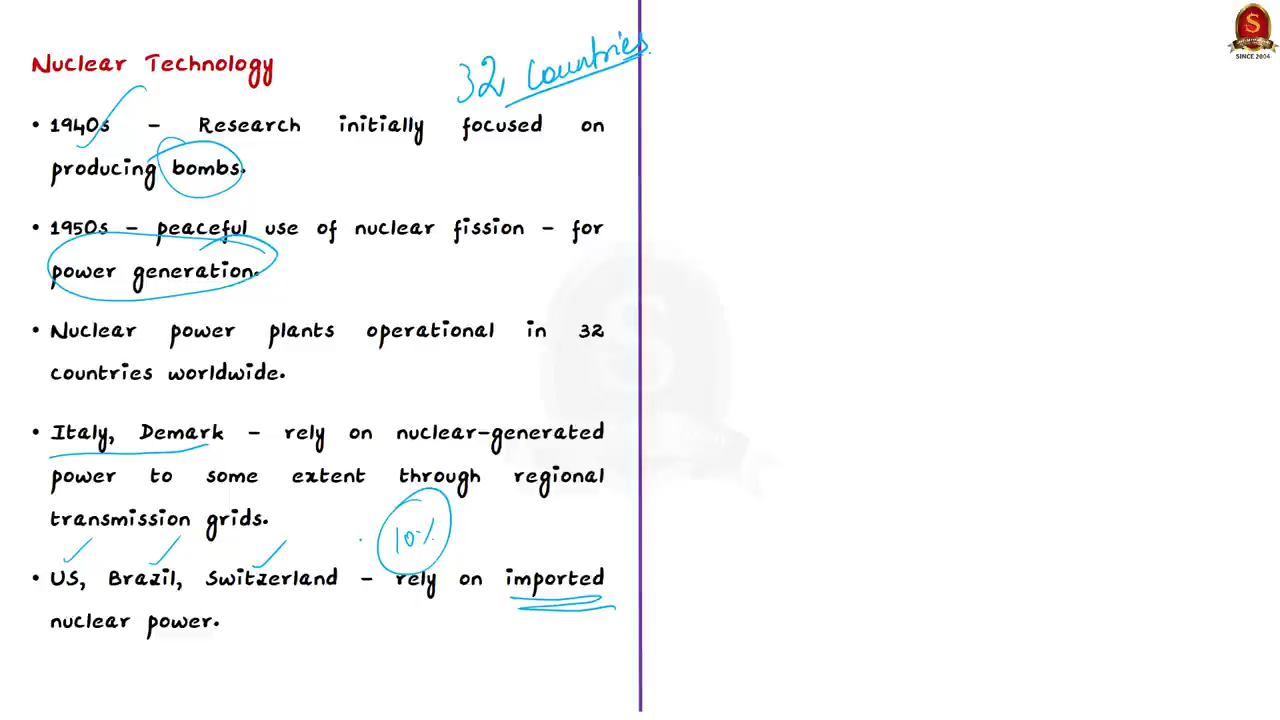 Nuclear Technology
32 Countries
• 1940s – Research initially focused on
producing bombs.
• 1950s – peaceful use of nuclear fission – for
power generation.
• Nuclear power plants operational in 32
countries worldwide.
• Italy, Demark – rely on nuclear-generated
power to some extent through regional
transmission grids.
10%
• US, Brazil, Switzerland – rely on imported
nuclear power.
S
SINCE 2004